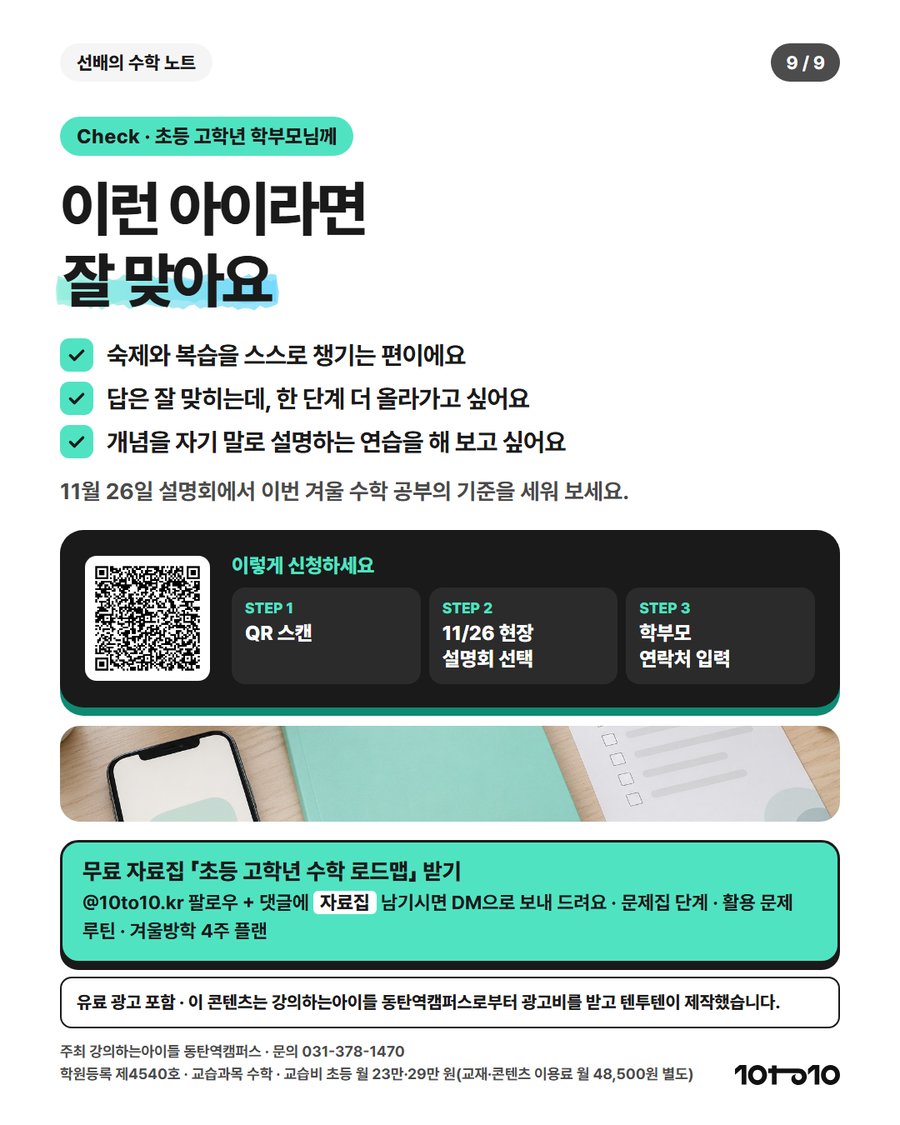 선배의 수학 노트
9 / 9
Check · 초등 고학년 학부모님께
이런 아이라면
잘 맞아요
숙제와 복습을 스스로 챙기는 편이에요
답은 잘 맞히는데, 한 단계 더 올라가고 싶어요
개념을 자기 말로 설명하는 연습을 해 보고 싶어요
11월 26일 설명회에서 이번 겨울 수학 공부의 기준을 세워 보세요.
이렇게 신청하세요
STEP 1
QR 스캔
STEP 2
11/26 현장
설명회 선택
STEP 3
학부모
연락처 입력
무료 자료집 『초등 고학년 수학 로드맵』 받기
@10to10.kr 팔로우 + 댓글에 자료집 남기시면 DM으로 보내 드려요 · 문제집 단계 · 활용 문제
루틴 · 겨울방학 4주 플랜
유료 광고 포함 · 이 콘텐츠는 강의하는아이들 동탄역캠퍼스로부터 광고비를 받고 텐투텐이 제작했습니다.
주최 강의하는아이들 동탄역캠퍼스 · 문의 031-378-1470
학원등록 제4540호 · 교습과목 수학 · 교습비 초등 월 23만·29만 원(교재·콘텐츠 이용료 월 48,500원 별도)
10to10